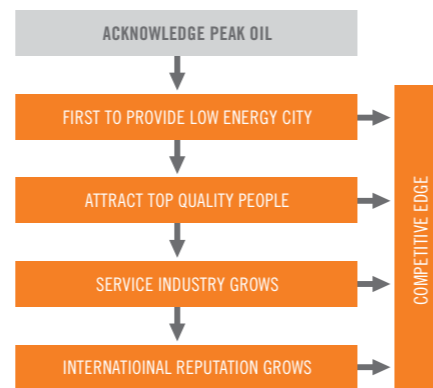 ACKNOWLEDGE PEAK OIL
FIRST TO PROVIDE LOW ENERGY CITY
ATTRACT TOP QUALITY PEOPLE
SERVICE INDUSTRY GROWS
INTERNATIOINAL REPUTATION GROWS
COMPETITIVE EDGE